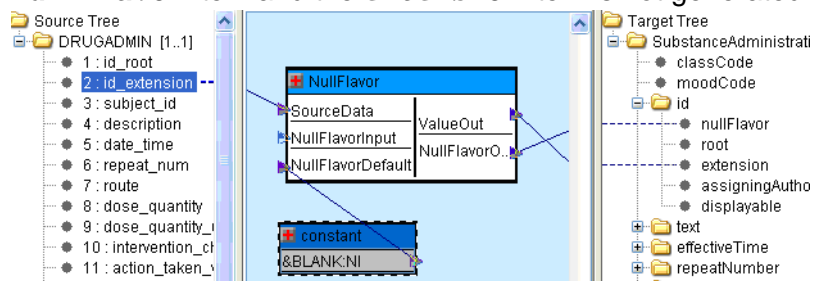 Source Tree
DRUGADMIN [1..1]
1 : id_root
2 : id_extension
3 : subject_id
4 : description
5 : date_time
6 : repeat_num
7 : route
8 : dose_quantity
9 : dose_quantity_
10 : intervention_c
11 : action_taken_
NullFlavor
SourceData
NullFlavorInput
NullFlavorDefault
ValueOut
NullFlavorO..
constant
&BLANK:NI
Target Tree
SubstanceAdministrati
classCode
moodCode
id
nullFlavor
root
extension
assigningAutho
displayable
text
effectiveTime
repeatNumber